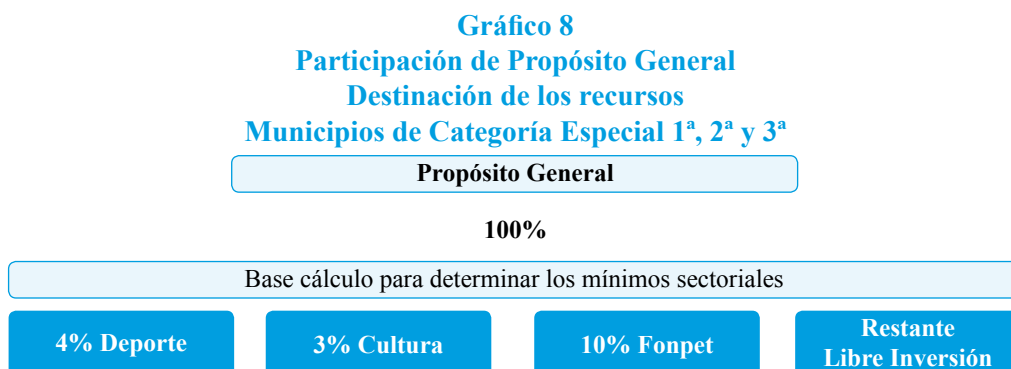 Gráfico 8
Participación de Propósito General
Destinación de los recursos
Municipios de Categoría Especial 1ª, 2ª y 3ª
Propósito General
100%
Base cálculo para determinar los mínimos sectoriales
4% Deporte
3% Cultura
10% Fonpet
Restante
Libre Inversión